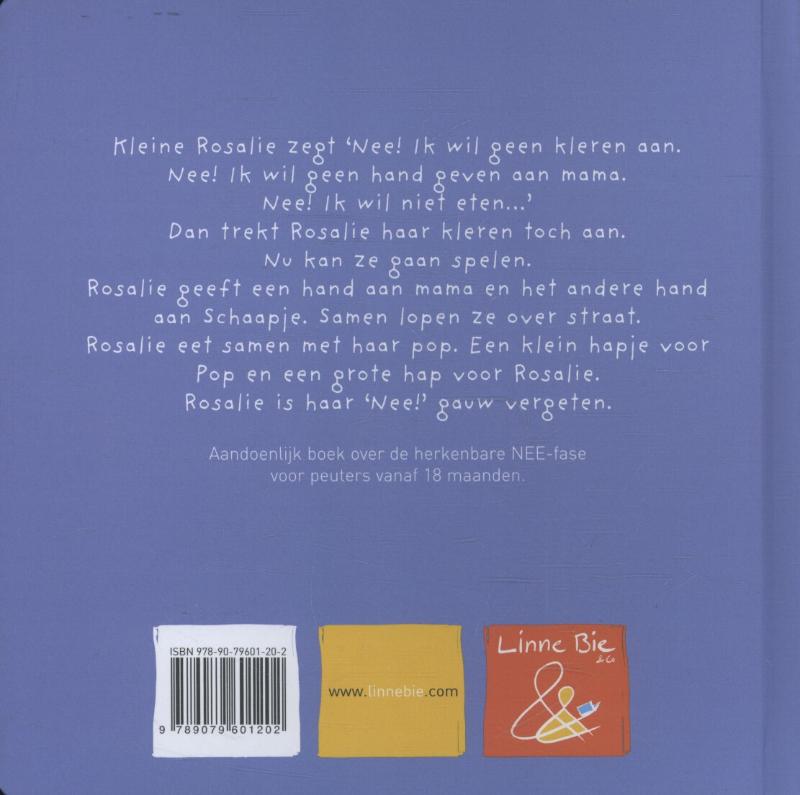 Kleine Rosalie zegt 'Nee! Ik wil geen kleren aan.
Nee! Ik wil geen hand geven aan mama.
Nee! Ik wil niet eten...'
Dan trekt Rosalie haar kleren toch aan.
Nu kan ze gaan spelen.
Rosalie geeft een hand aan mama en het andere hand
aan Schaapje. Samen lopen ze over straat.
Rosalie eet samen met haar pop. Een klein hapje voor
Pop en een grote hap voor Rosalie.
Rosalie is haar 'Nee!' gauw vergeten.
Aandoenlijk boek over de herkenbare NEE-fase
voor peuters vanaf 18 maanden.
ISBN 978-90-79601-20-2
9 789079 601202
www.linnebie.com
Linne Bie
& Co
&